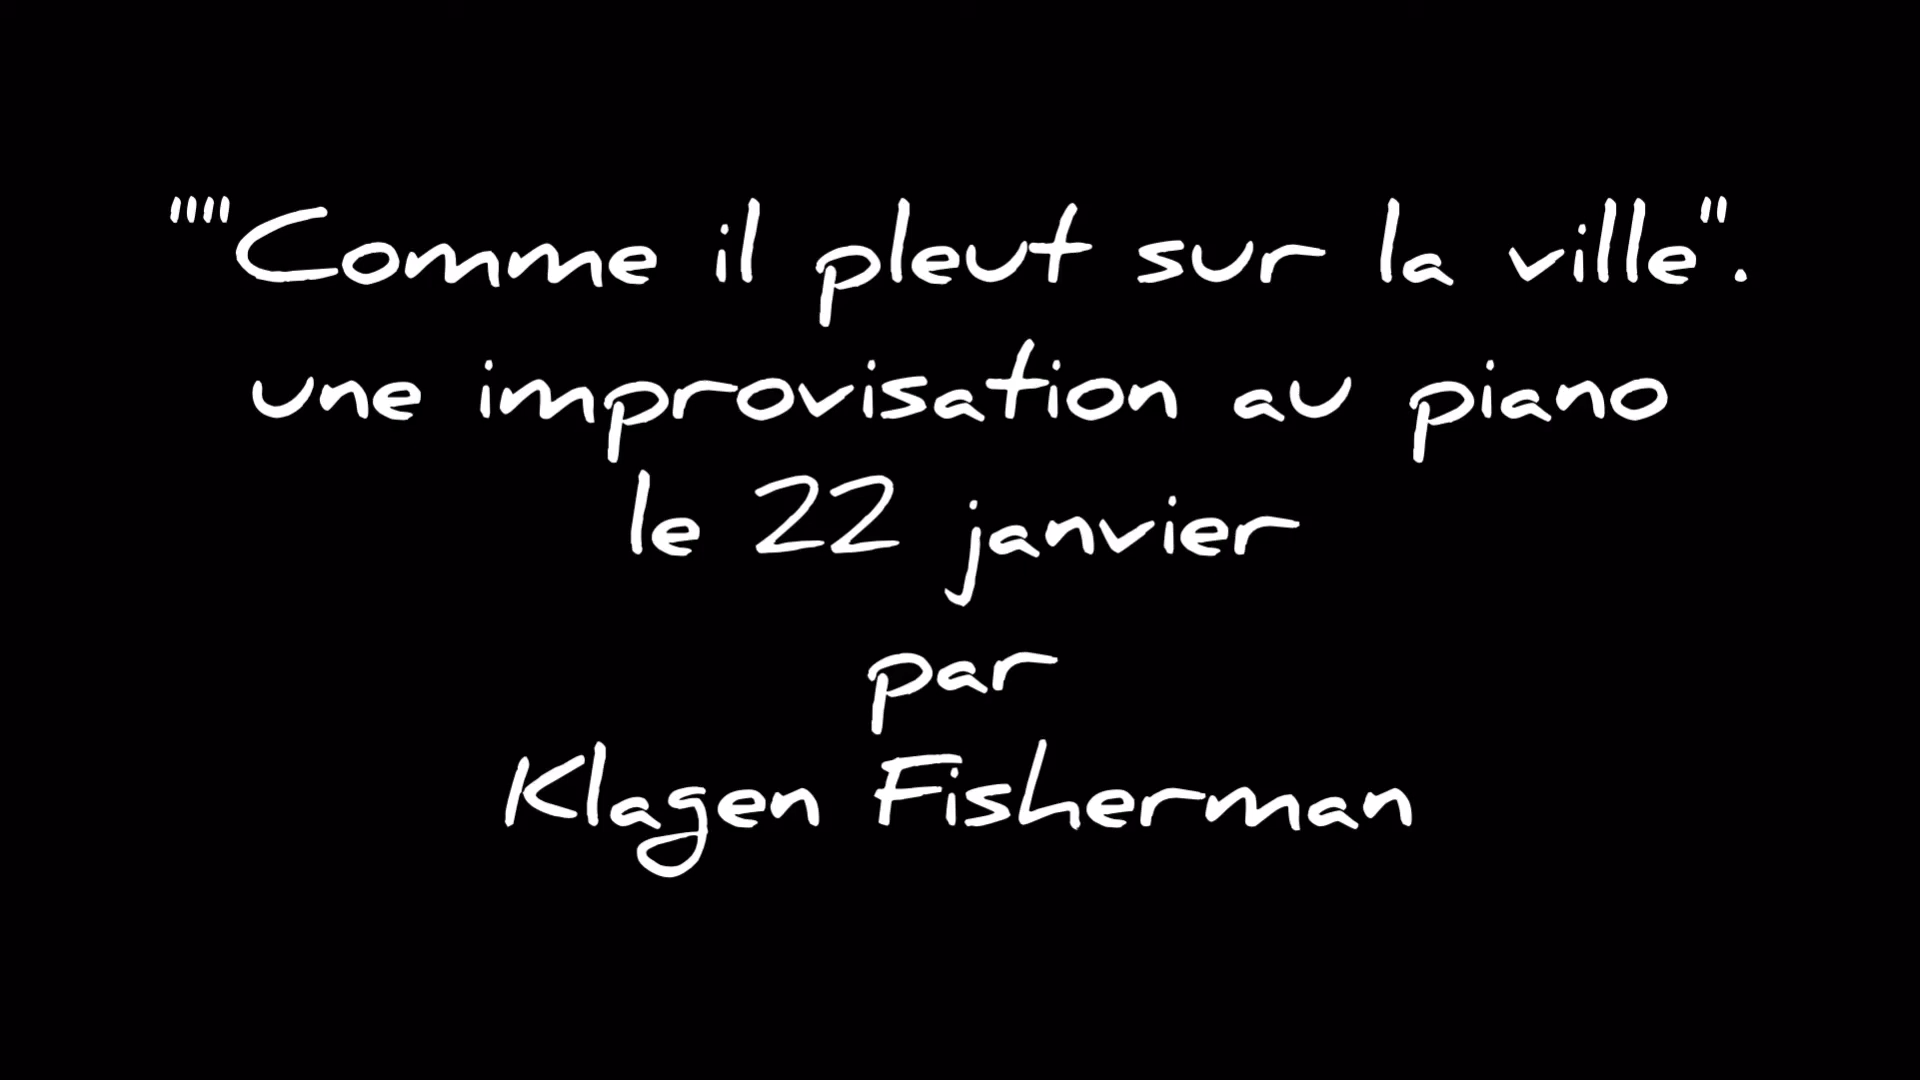 ""Comme il pleut sur la ville".
une improvisation au piano
le 22 janvier
par
Klagen Fisherman